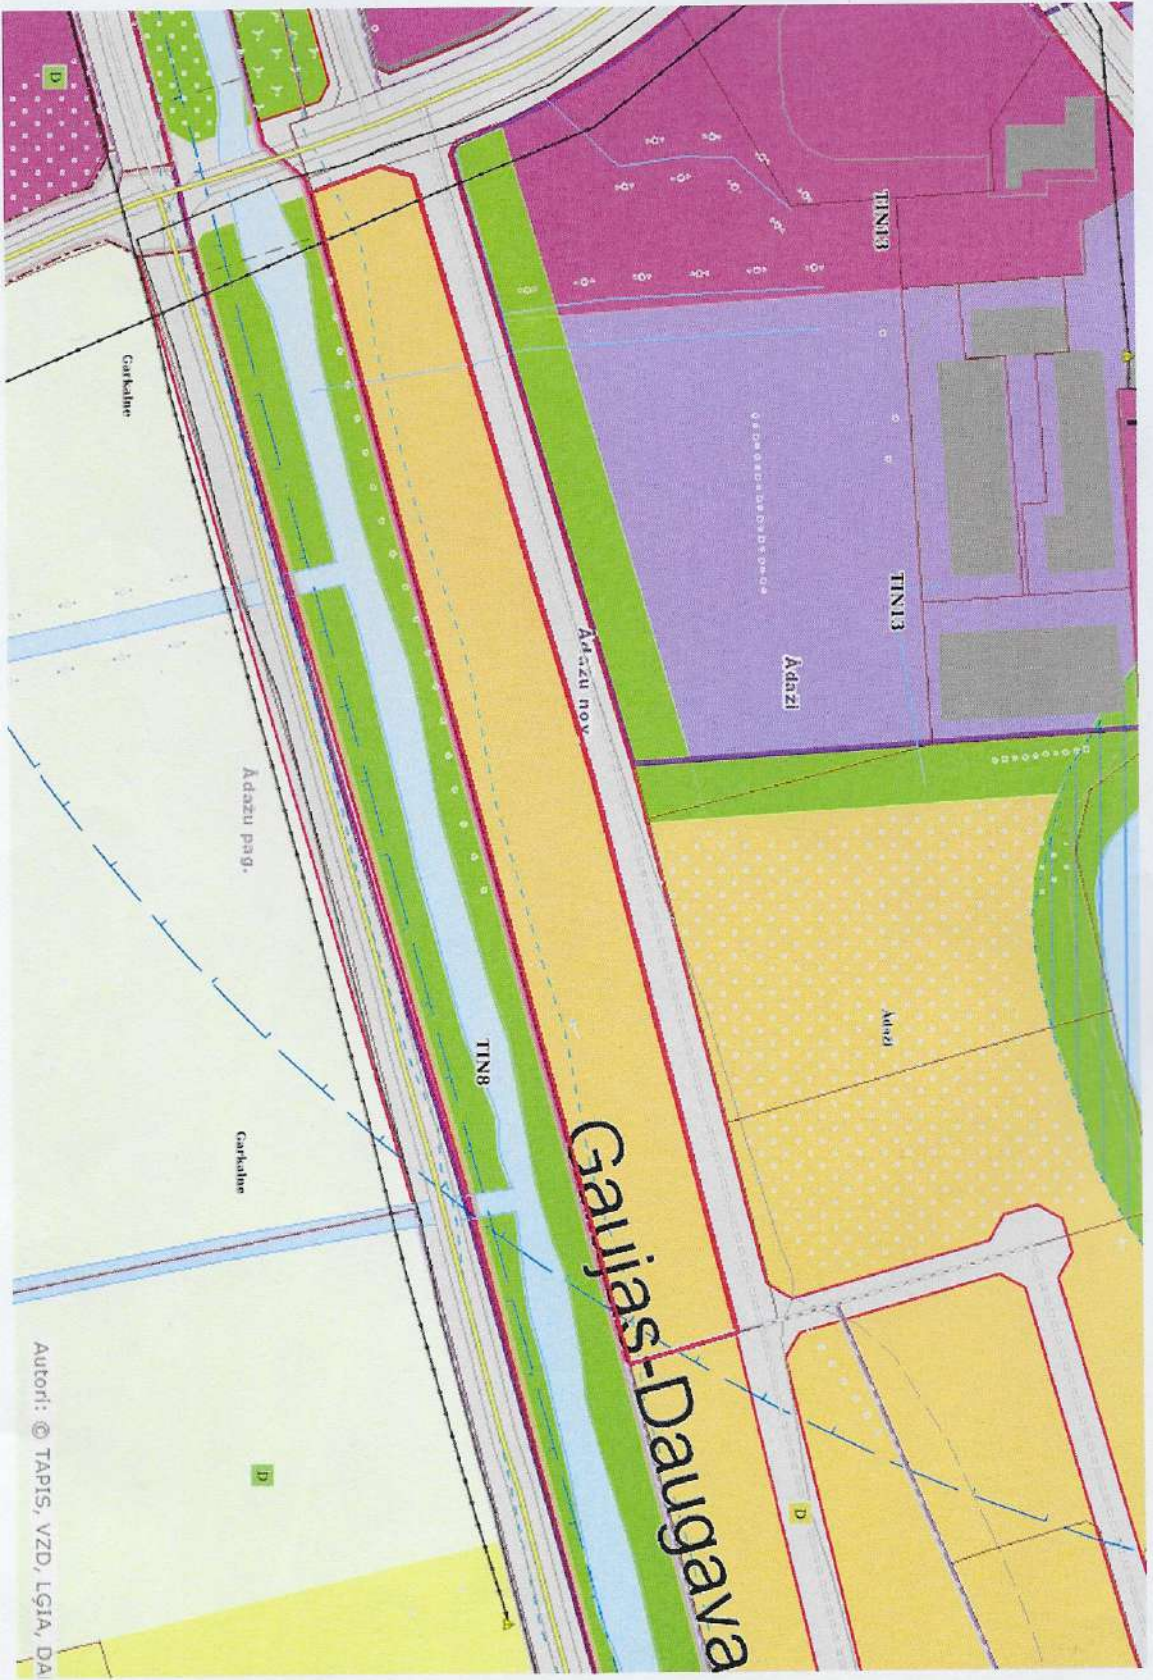 D
TIN13
Garkalne
TIN13
Ādaži
Ādažu nov.
Ādažu pag.
Ādaži
TIN8
Garkalne
Gaujas-Daugava
D
D
Autori: © TAPIS, VZD, LĢIA, DA